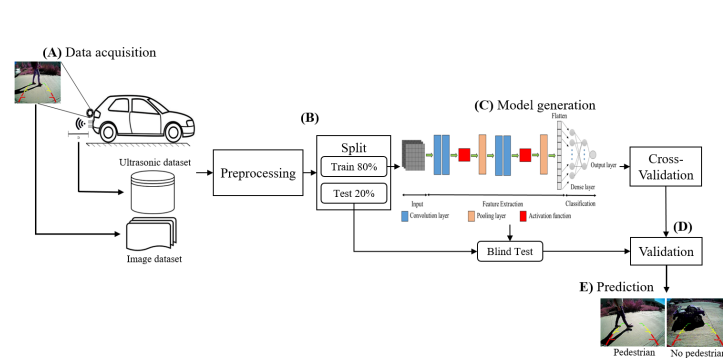 (A) Data acquisition
Ultrasonic dataset
Image dataset
Preprocessing
(B)
Split
Train 80%
Test 20%
(C) Model generation
Flatten
Output layer
Dense layer
Input
Feature Extraction
Classification
Convolution layer
Pooling layer
Activation function
Blind Test
Cross-
Validation
(D)
Validation
E) Prediction
Pedestrian
No pedestrian